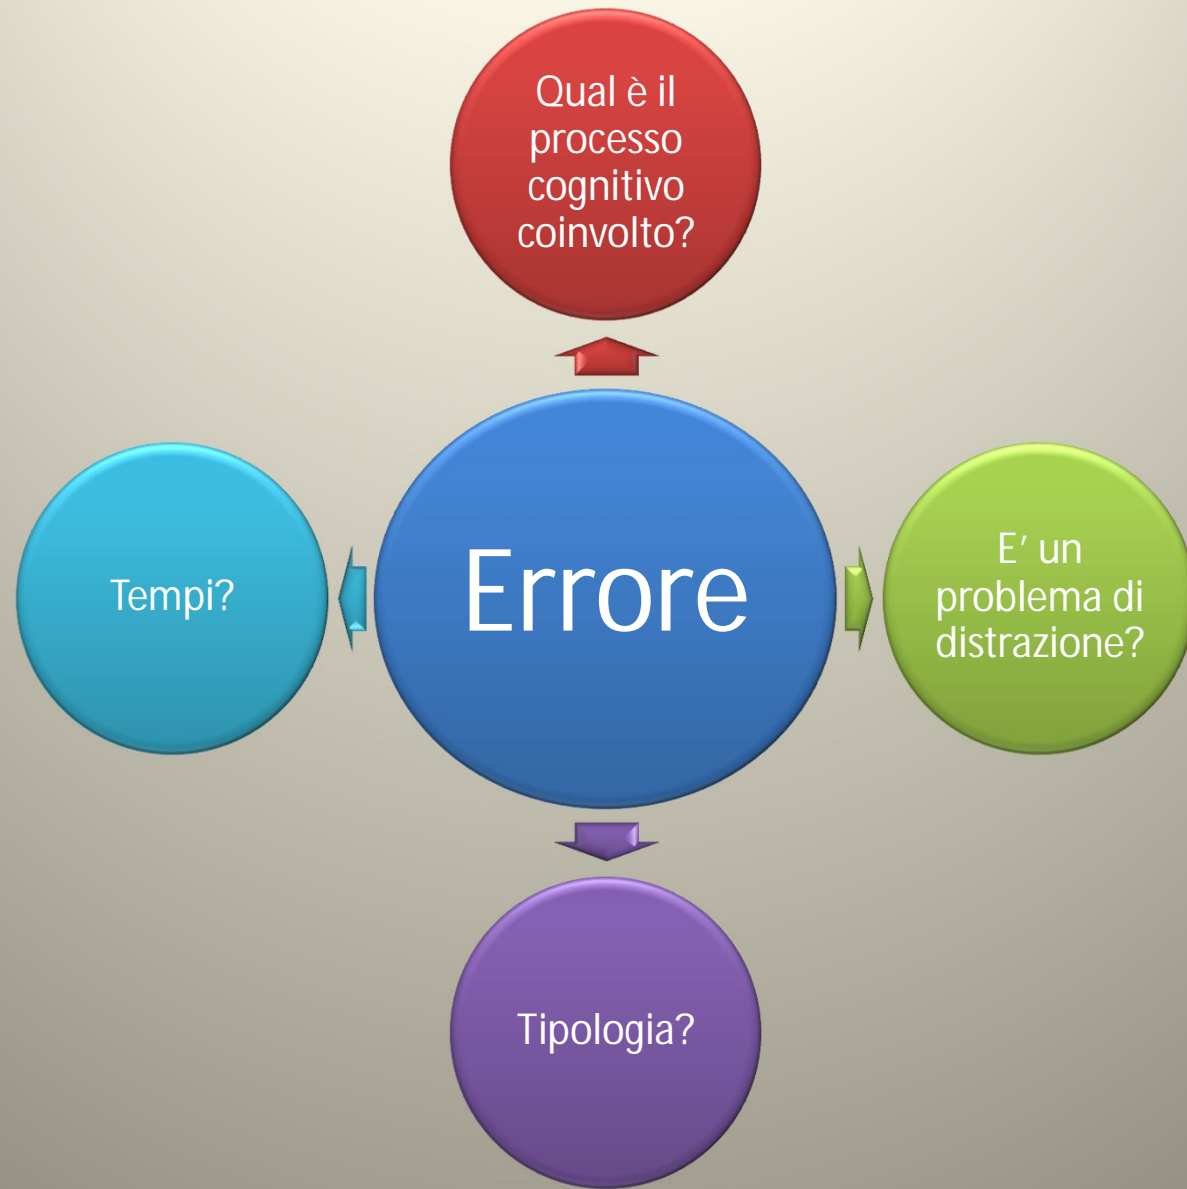 Qual è il
processo
cognitivo
coinvolto?
Tempi?
Errore
E’ un
problema di
distrazione?
Tipologia?